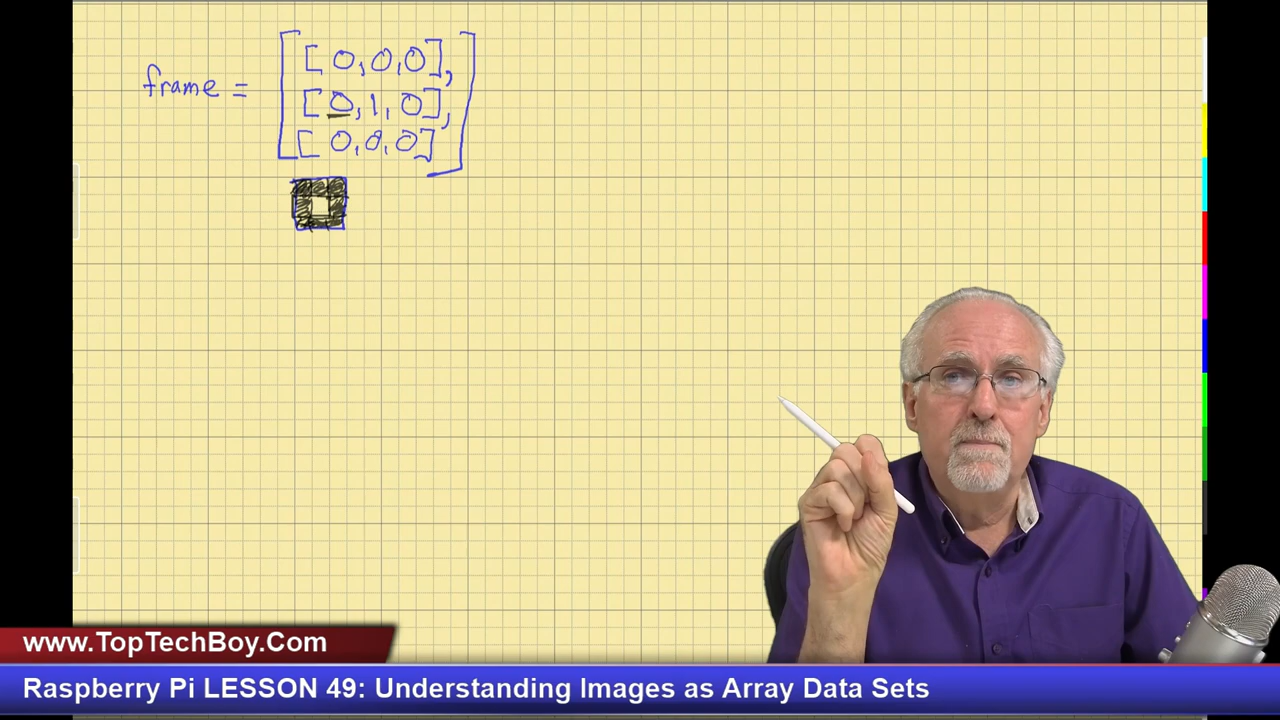 frame = [[0,0,0],
[0,1,0],
[0,0,0]]
www.TopTechBoy.Com
Raspberry Pi LESSON 49: Understanding Images as Array Data Sets